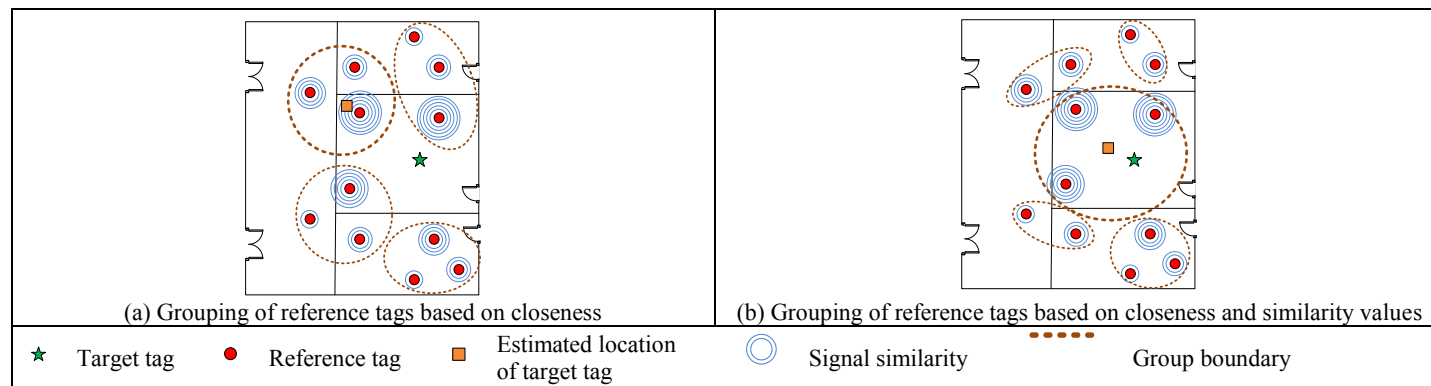 (a) Grouping of reference tags based on closeness
(b) Grouping of reference tags based on closeness and similarity values
Target tag
Reference tag
Estimated location
of target tag
Signal similarity
Group boundary